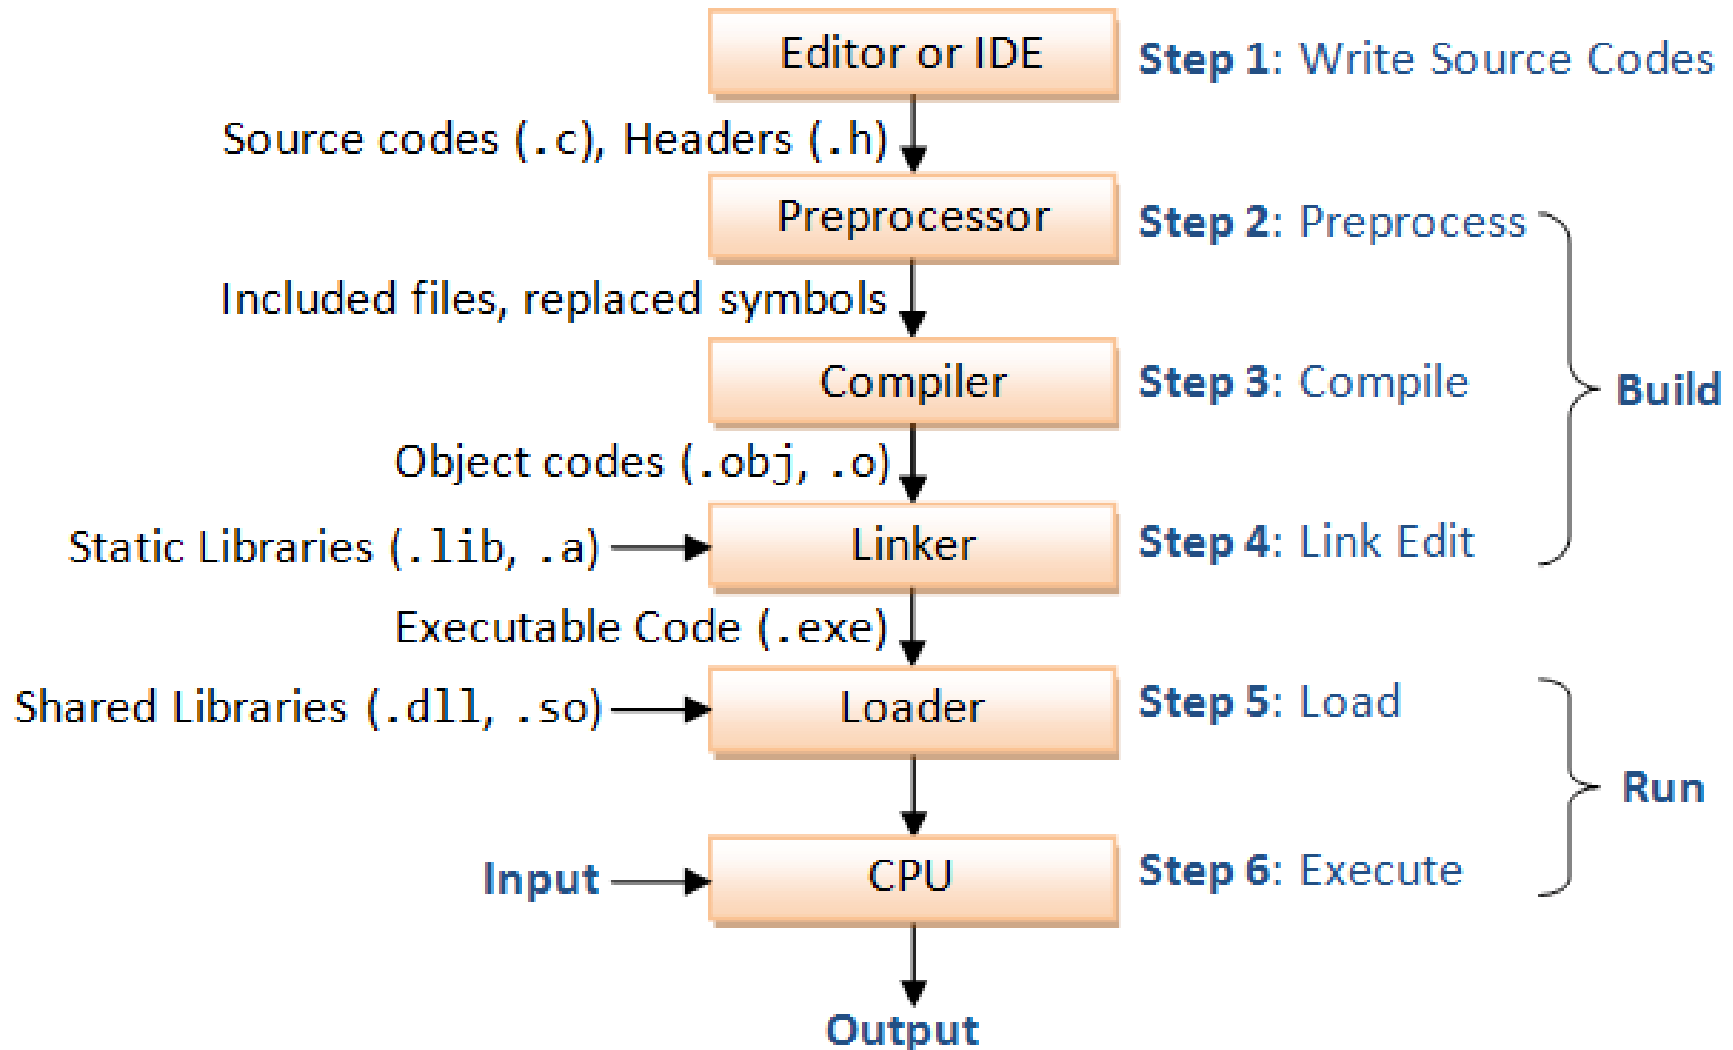 Editor or IDE
Step 1: Write Source Codes
Source codes (.c), Headers (.h)
Preprocessor
Step 2: Preprocess
Included files, replaced symbols
Compiler
Step 3: Compile
Build
Object codes (.obj, .o)
Static Libraries (.lib, .a)
Linker
Step 4: Link Edit
Executable Code (.exe)
Shared Libraries (.dll, .so)
Loader
Step 5: Load
Run
Input
CPU
Step 6: Execute
Output